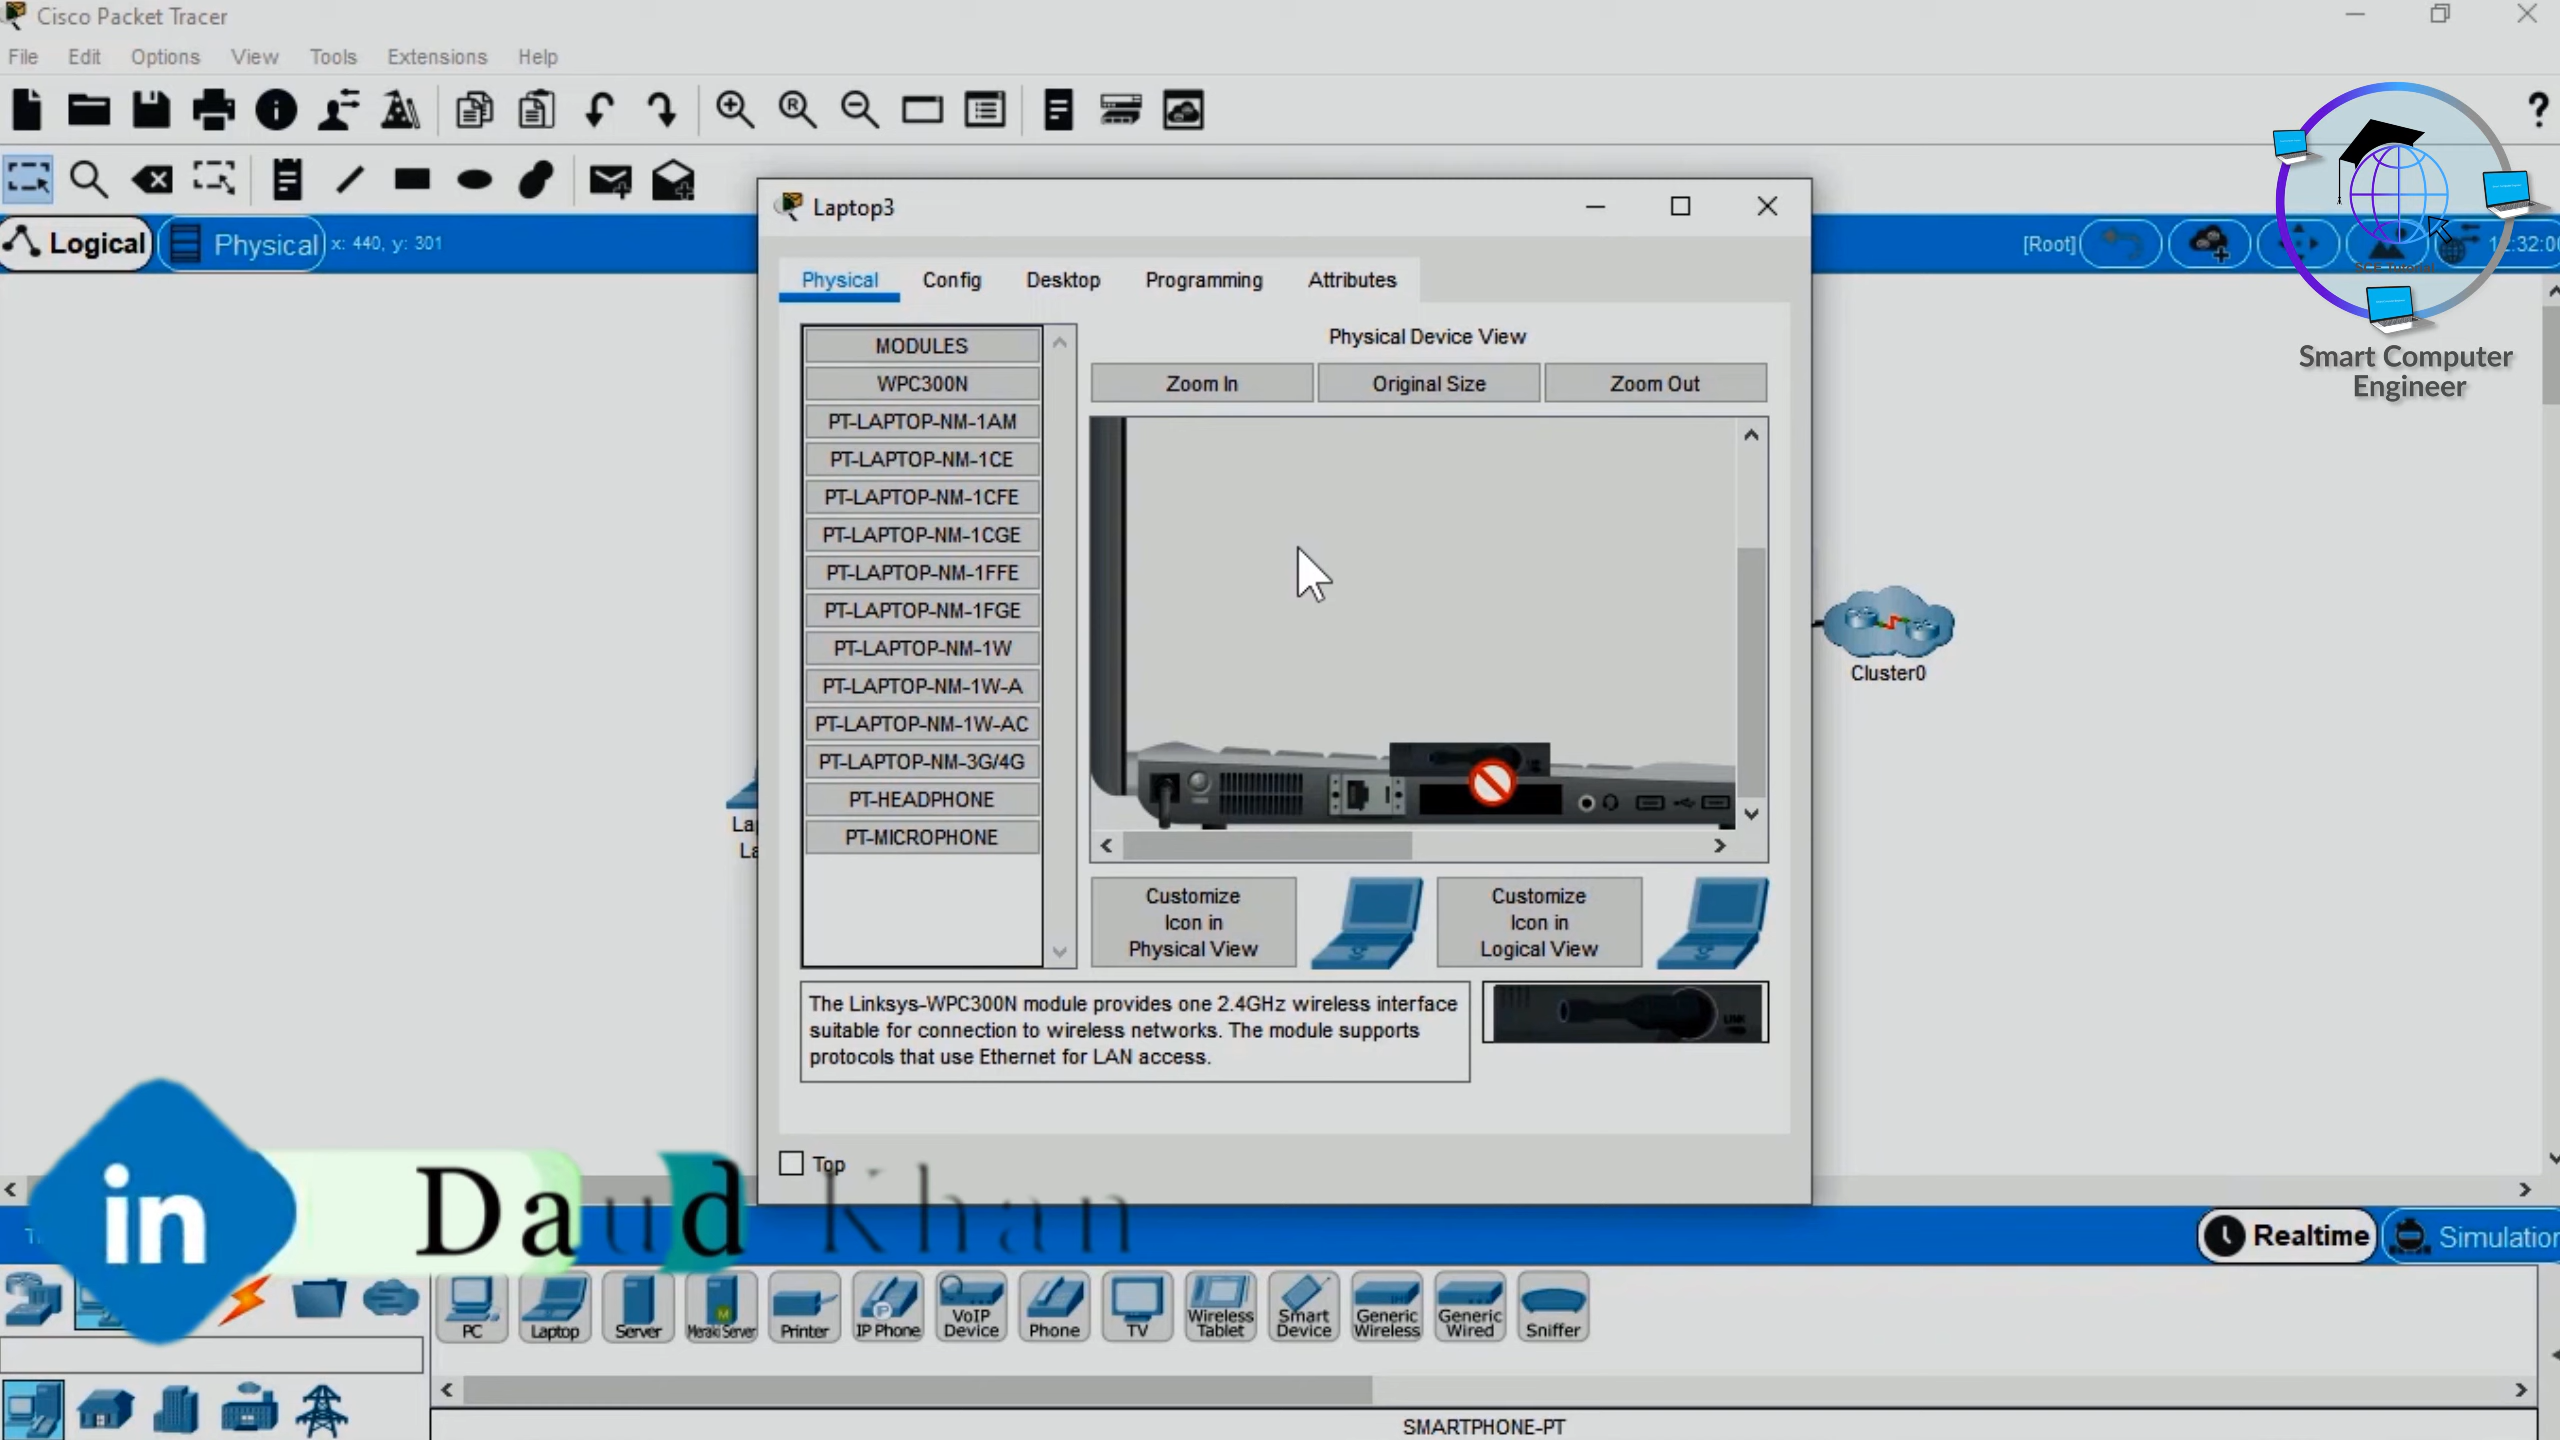 Cisco Packet Tracer
File Edit Options View Tools Extensions Help
Logical Physical x: 440, y: 301
[Root]
Smart Computer
Engineer
Laptop3
Physical Config Desktop Programming Attributes
MODULES
WPC300N
PT-LAPTOP-NM-1AM
PT-LAPTOP-NM-1CE
PT-LAPTOP-NM-1CFE
PT-LAPTOP-NM-1CGE
PT-LAPTOP-NM-1FFE
PT-LAPTOP-NM-1FGE
PT-LAPTOP-NM-1W
PT-LAPTOP-NM-1W-A
PT-LAPTOP-NM-1W-AC
PT-LAPTOP-NM-3G/4G
PT-HEADPHONE
PT-MICROPHONE
Physical Device View
Zoom In Original Size Zoom Out
Customize
Icon in
Physical View
Customize
Icon in
Logical View
The Linksys-WPC300N module provides one 2.4GHz wireless interface
suitable for connection to wireless networks. The module supports
protocols that use Ethernet for LAN access.
LINK
Top
Cluster0
in Daud Khan
Realtime Simulation
PC
Laptop
Server
Meraki Server
Printer
IP Phone
VoIP
Device
Phone
TV
Wireless
Tablet
Smart
Device
Generic
Wireless
Generic
Wired
Sniffer
SMARTPHONE-PT